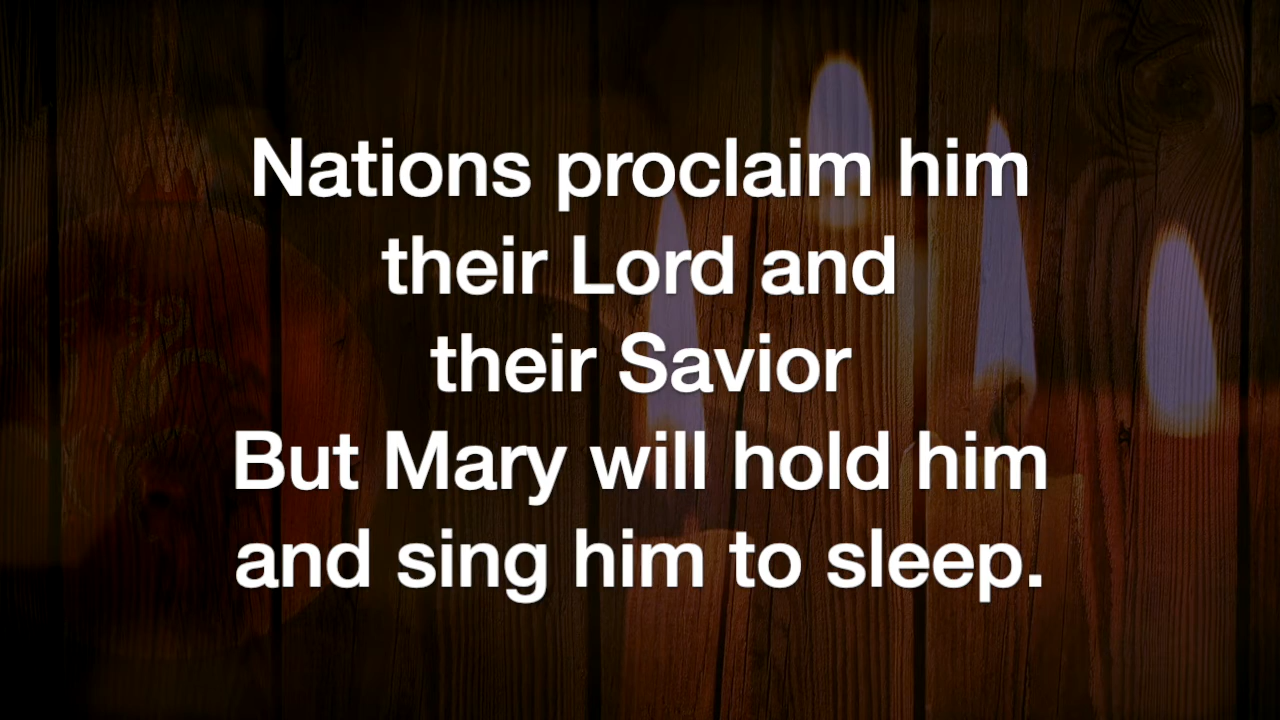 Nations proclaim him
their Lord and
their Savior
But Mary will hold him
and sing him to sleep.